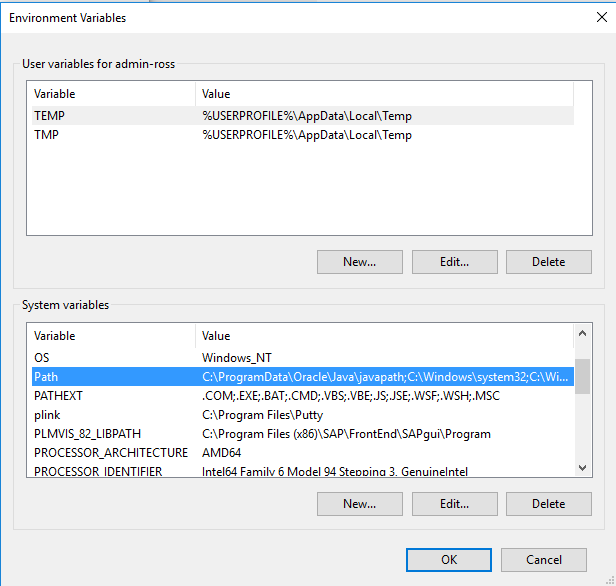 Environment Variables
User variables for admin-ross
Variable Value
TEMP %USERPROFILE%\AppData\Local\Temp
TMP %USERPROFILE%\AppData\Local\Temp
New... Edit... Delete
System variables
Variable Value
OS Windows_NT
Path C:\ProgramData\Oracle\Java\javapath;C:\Windows\system32;C:\Wi...
PATHEXT .COM;.EXE;.BAT;.CMD;.VBS;.VBE;.JS;.JSE;.WSF;.WSH;.MSC
plink C:\Program Files\Putty
PLMVIS_82_LIBPATH C:\Program Files (x86)\SAP\FrontEnd\SAPgui\Program
PROCESSOR_ARCHITECTURE AMD64
PROCESSOR_IDENTIFIER Intel64 Family 6 Model 94 Stepping 3, GenuineIntel
New... Edit... Delete
OK Cancel